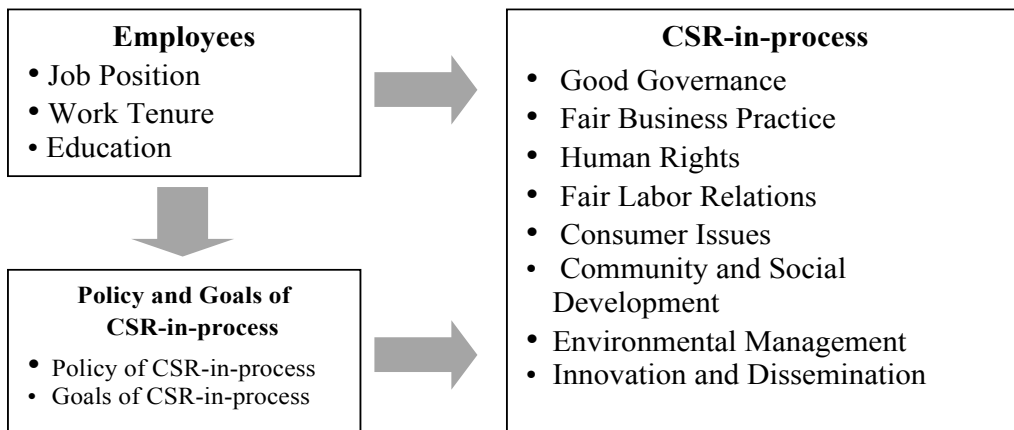 Employees
• Job Position
• Work Tenure
• Education
Policy and Goals of
CSR-in-process
• Policy of CSR-in-process
• Goals of CSR-in-process
CSR-in-process
• Good Governance
• Fair Business Practice
• Human Rights
• Fair Labor Relations
• Consumer Issues
• Community and Social
Development
• Environmental Management
• Innovation and Dissemination